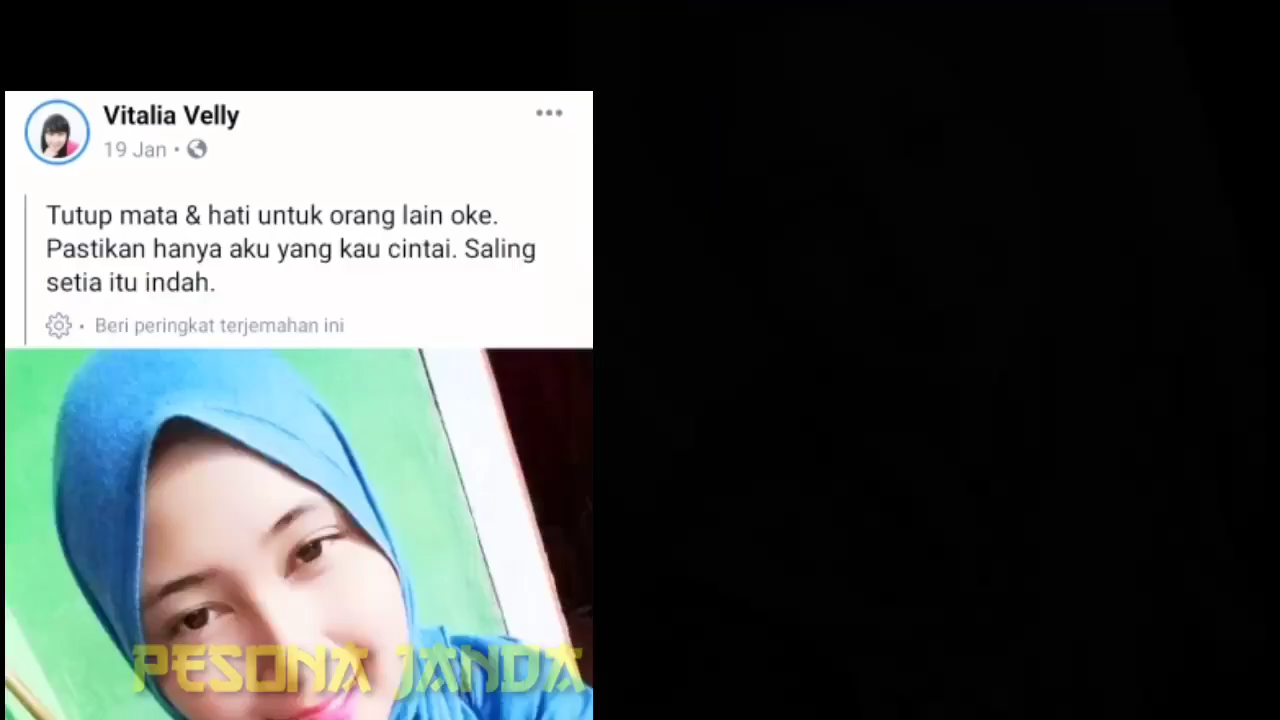 Vitalia Velly
19 Jan •
Tutup mata & hati untuk orang lain oke.
Pastikan hanya aku yang kau cintai. Saling
setia itu indah.
• Beri peringkat terjemahan ini
PESONA JANDA